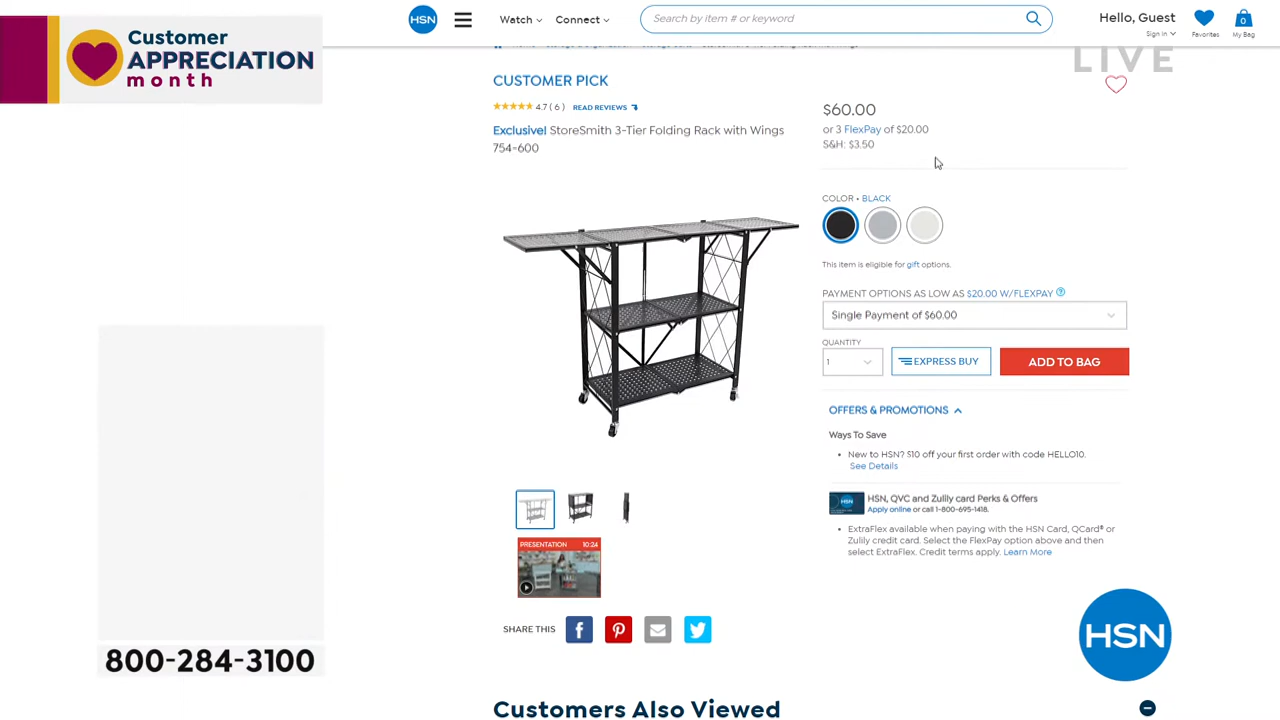 Customer
APPRECIATION
month
HSN
Watch
Connect
Search by item # or keyword
Hello, Guest
Sign in
Favorites
0
My Bag
LIVE
CUSTOMER PICK
4.7 ( 6 ) READ REVIEWS
Exclusive! StoreSmith 3-Tier Folding Rack with Wings
754-600
$60.00
or 3 FlexPay of $20.00
S&H: $3.50
COLOR • BLACK
This item is eligible for gift options.
PAYMENT OPTIONS AS LOW AS $20.00 W/FLEXPAY ?
Single Payment of $60.00
QUANTITY
1
EXPRESS BUY
ADD TO BAG
OFFERS & PROMOTIONS
Ways To Save
• New to HSN? $10 off your first order with code HELLO10.
See Details
HSN, QVC and Zulily card Perks & Offers
Apply online or call 1-800-695-1418.
• ExtraFlex available when paying with the HSN Card, QCard® or
Zulily credit card. Select the FlexPay option above and then
select ExtraFlex. Credit terms apply. Learn More
PRESENTATION 10:24
SHARE THIS
800-284-3100
HSN
Customers Also Viewed